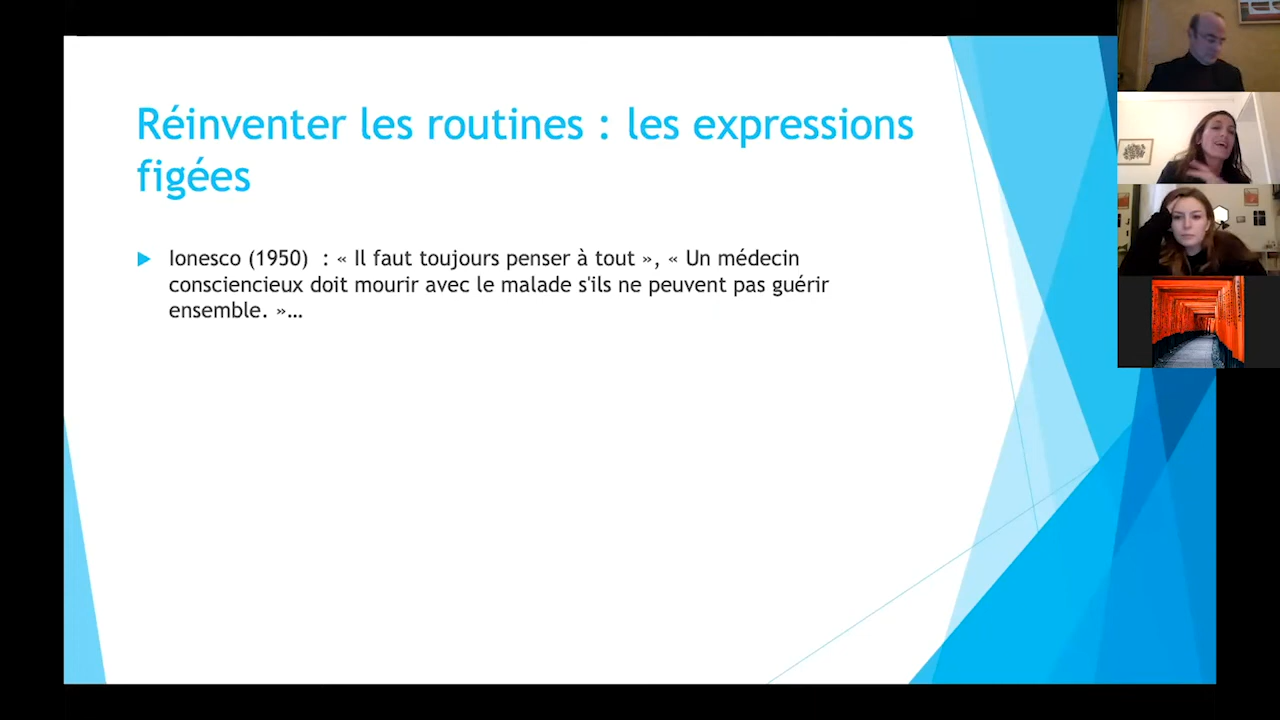 Réinventer les routines : les expressions
figées
Ionesco (1950)  : « Il faut toujours penser à tout », « Un médecin
consciencieux doit mourir avec le malade s'ils ne peuvent pas guérir
ensemble. »…